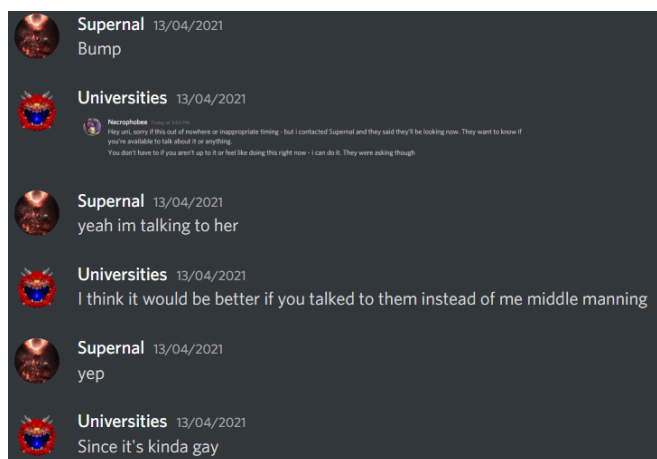 Supernal 13/04/2021
Bump
Universities 13/04/2021
Necrophobee Today at 5:00 PM
Hey uni, sorry if this out of nowhere or inappropriate timing - but i contacted Supernal and they said they'll be looking now. They want to know if
you're available to talk about it or anything.
You don't have to if you aren't up to it or feel like doing this right now - i can do it. They were asking though
Supernal 13/04/2021
yeah im talking to her
Universities 13/04/2021
I think it would be better if you talked to them instead of me middle manning
Supernal 13/04/2021
yep
Universities 13/04/2021
Since it's kinda gay